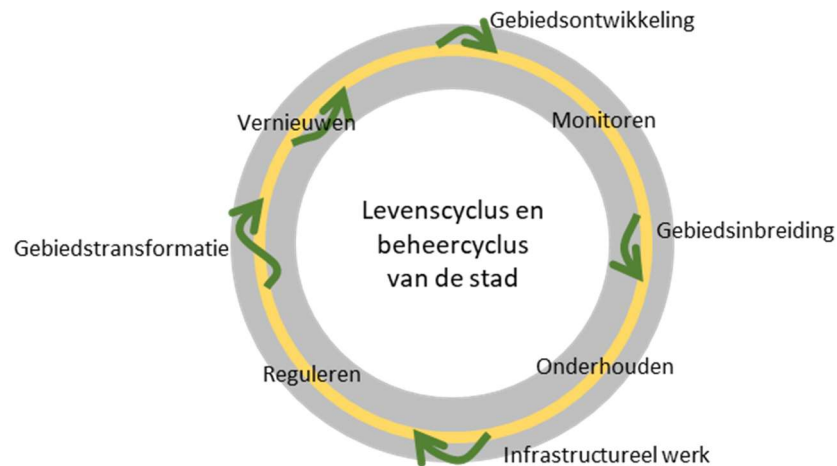 Gebiedsontwikkeling
Vernieuwen
Monitoren
Levenscyclus en
beheercyclus
van de stad
Gebiedsinbreiding
Gebiedstransformatie
Reguleren
Onderhouden
Infrastructureel werk